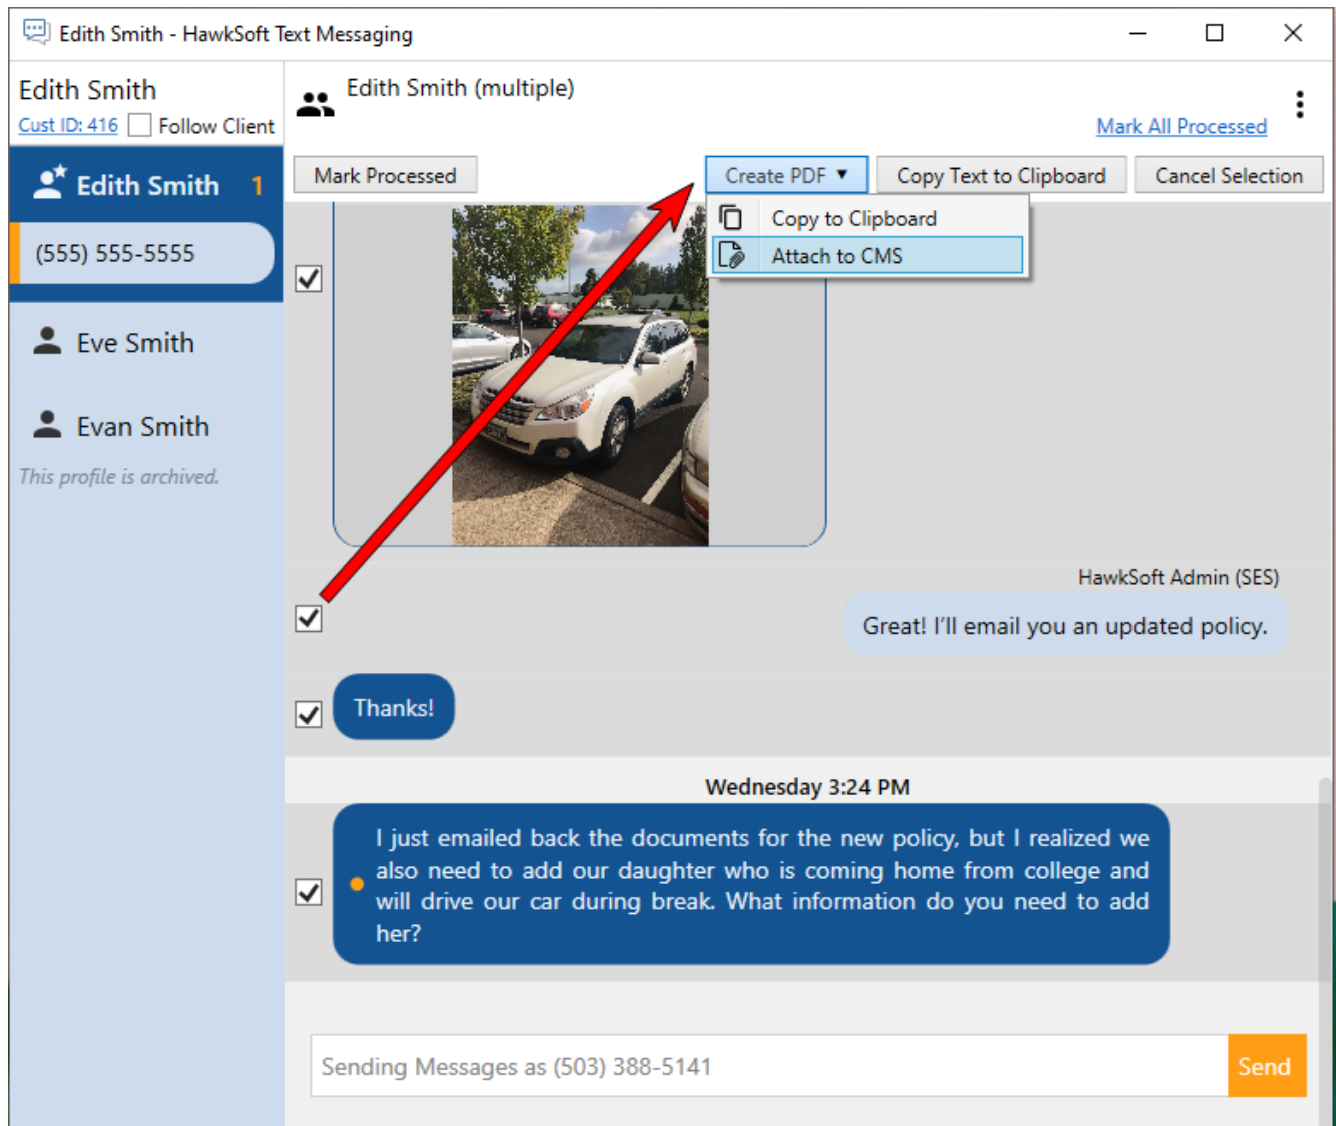 Edith Smith - HawkSoft Text Messaging
Edith Smith
Cust ID: 416 Follow Client
Edith Smith 1
(555) 555-5555
Eve Smith
Evan Smith
This profile is archived.
Edith Smith (multiple)
Mark All Processed
Mark Processed
Create PDF ▼
Copy Text to Clipboard
Cancel Selection
Copy to Clipboard
Attach to CMS
HawkSoft Admin (SES)
Great! I'll email you an updated policy.
Thanks!
Wednesday 3:24 PM
I just emailed back the documents for the new policy, but I realized we
also need to add our daughter who is coming home from college and
will drive our car during break. What information do you need to add
her?
Sending Messages as (503) 388-5141
Send